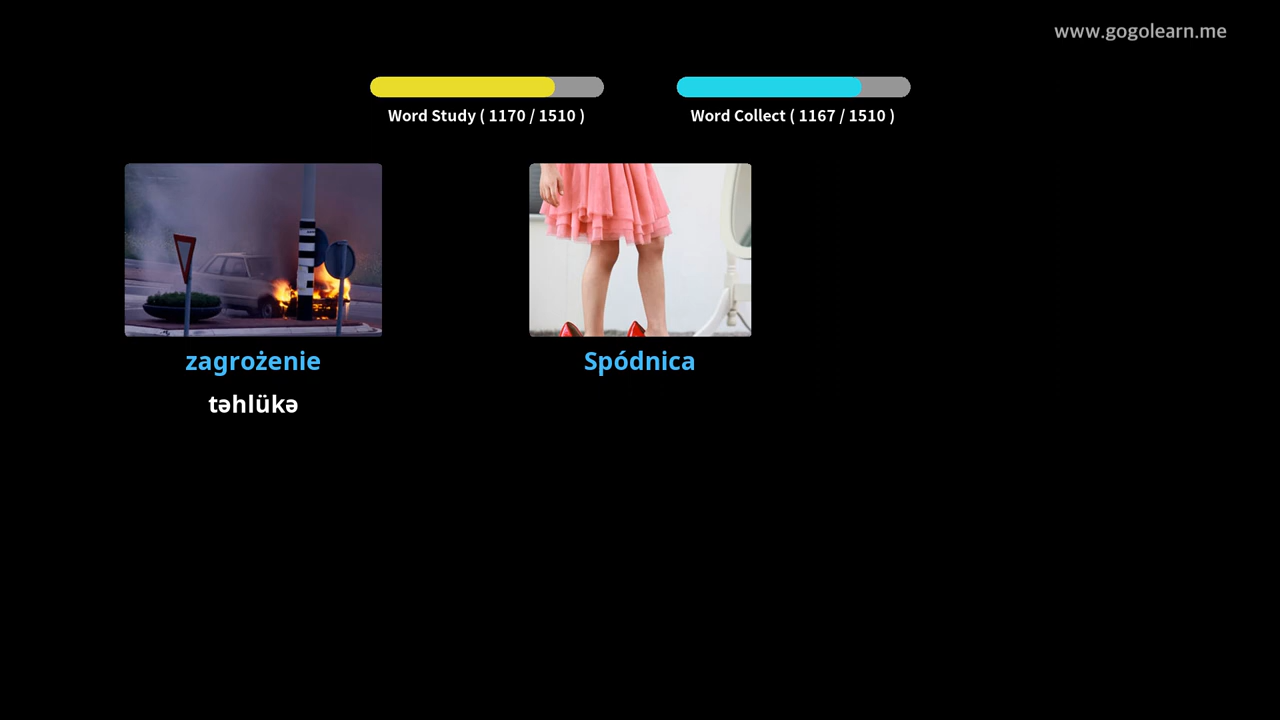 www.gogolearn.me
Word Study ( 1170 / 1510 )
Word Collect ( 1167 / 1510 )
zagrożenie
təhlükə
Spódnica